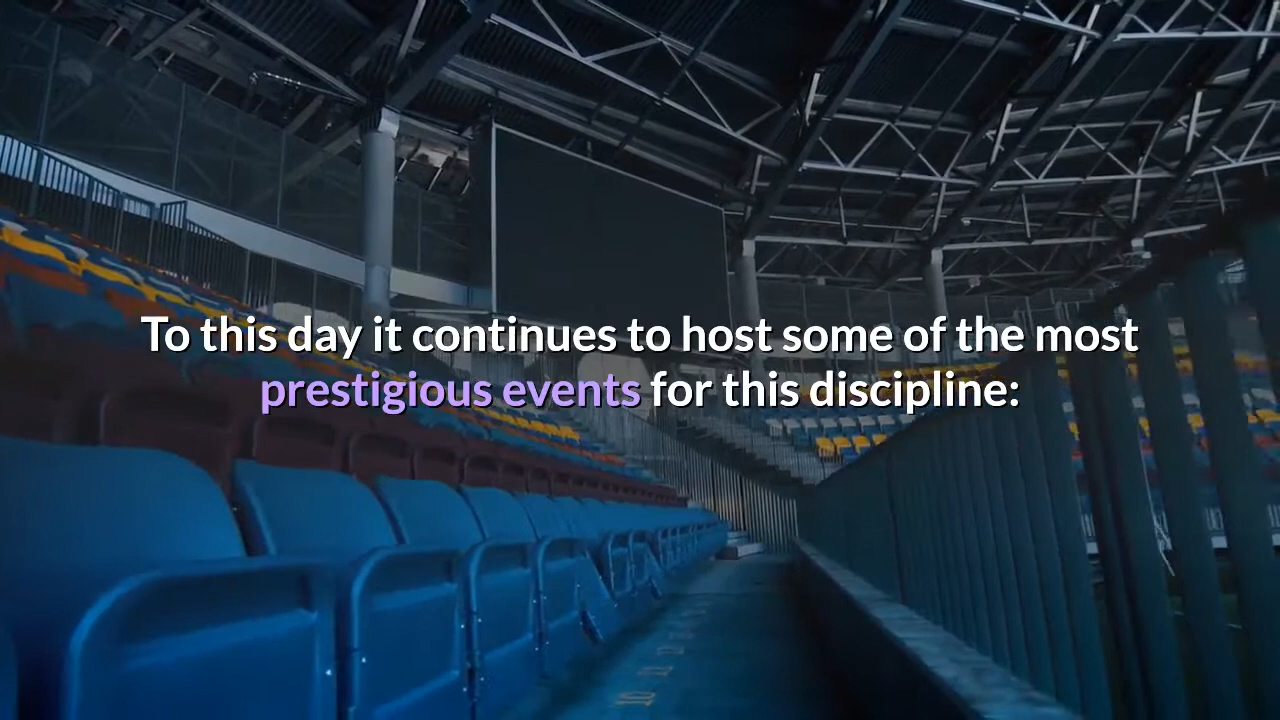 To this day it continues to host some of the most
prestigious events for this discipline: